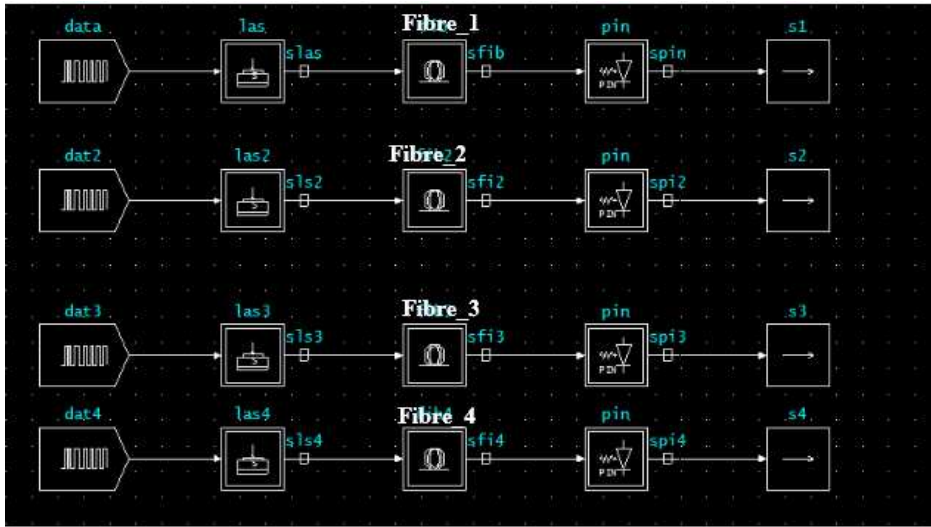 data las Fibre_1 pin s1
slas sfib spin
PIN
dat2 las2 Fibre_2 pin s2
sls2 sfi2 spi2
PIN
dat3 las3 Fibre_3 pin s3
sls3 sfi3 spi3
PIN
dat4 las4 Fibre_4 pin s4
sls4 sfi4 spi4
PIN